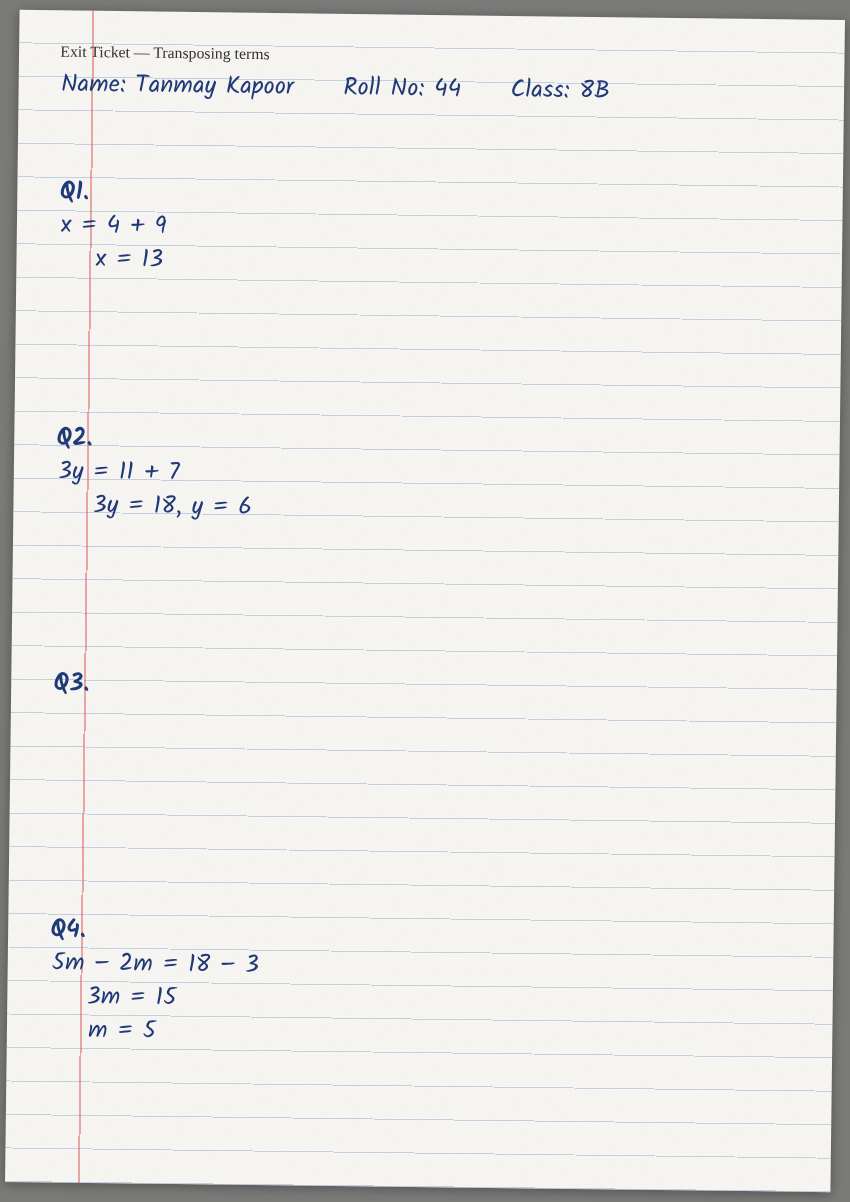 Exit Ticket — Transposing terms
Name: Tanmay Kapoor Roll No: 44 Class: 8B
Q1.
x = 4 + 9
x = 13
Q2.
3y = 11 + 7
3y = 18, y = 6
Q3.
Q4.
5m − 2m = 18 − 3
3m = 15
m = 5